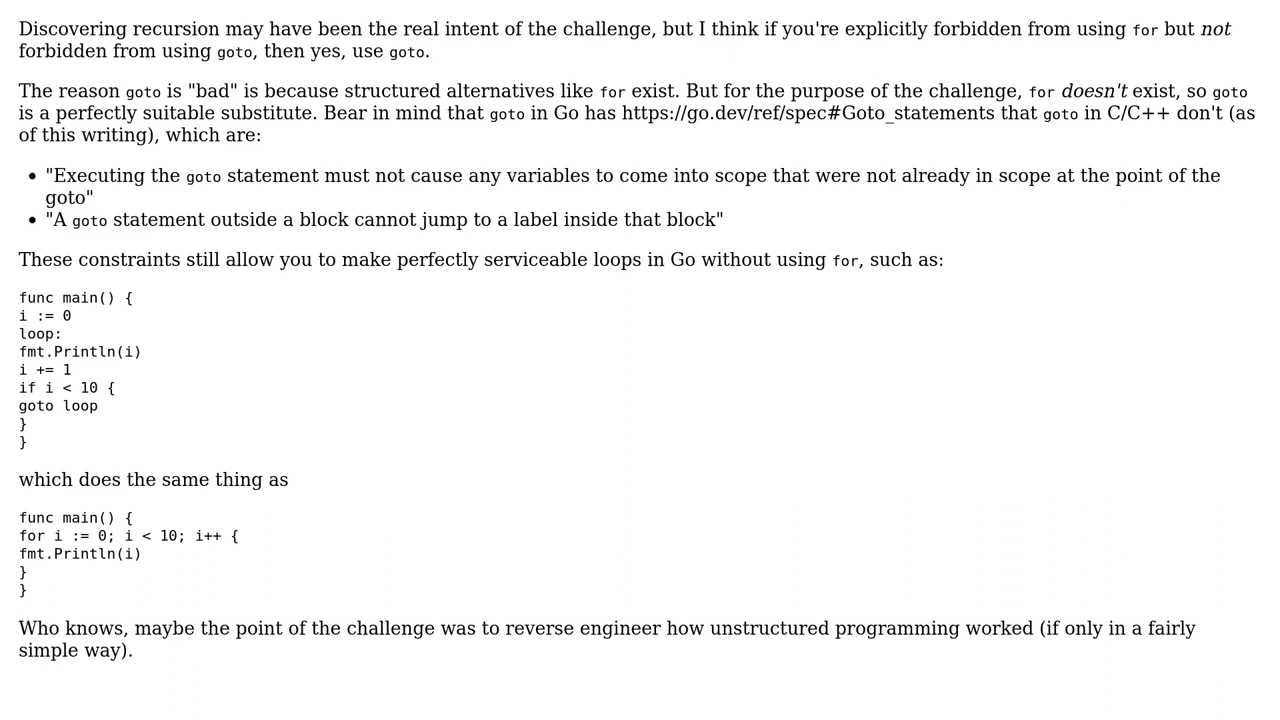 Discovering recursion may have been the real intent of the challenge, but I think if you're explicitly forbidden from using for but not
forbidden from using goto, then yes, use goto.
The reason goto is "bad" is because structured alternatives like for exist. But for the purpose of the challenge, for doesn't exist, so goto
is a perfectly suitable substitute. Bear in mind that goto in Go has https://go.dev/ref/spec#Goto_statements that goto in C/C++ don't (as
of this writing), which are:
• "Executing the goto statement must not cause any variables to come into scope that were not already in scope at the point of the
goto"
• "A goto statement outside a block cannot jump to a label inside that block"
These constraints still allow you to make perfectly serviceable loops in Go without using for, such as:
func main() {
i := 0
loop:
fmt.Println(i)
i += 1
if i < 10 {
goto loop
}
}
which does the same thing as
func main() {
for i := 0; i < 10; i++ {
fmt.Println(i)
}
}
Who knows, maybe the point of the challenge was to reverse engineer how unstructured programming worked (if only in a fairly
simple way).